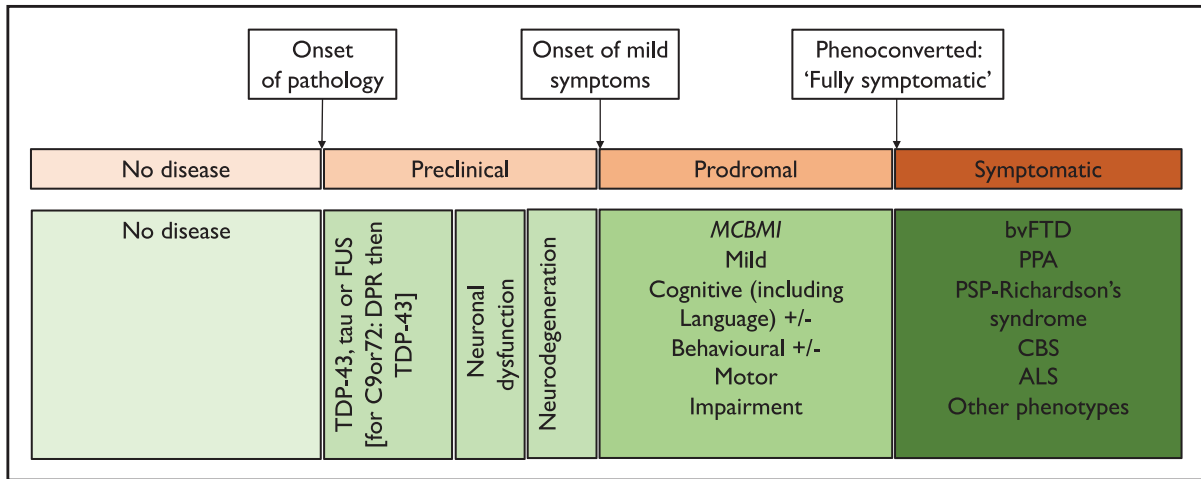 Onset
of pathology
Onset of mild
symptoms
Phenoconverted:
‘Fully symptomatic’
No disease
Preclinical
Prodromal
Symptomatic
No disease
TDP-43, tau or FUS
[for C9or72: DPR then
TDP-43]
Neuronal
dysfunction
Neurodegeneration
MCBMI
Mild
Cognitive (including
Language) +/-
Behavioural +/-
Motor
Impairment
bvFTD
PPA
PSP-Richardson’s
syndrome
CBS
ALS
Other phenotypes